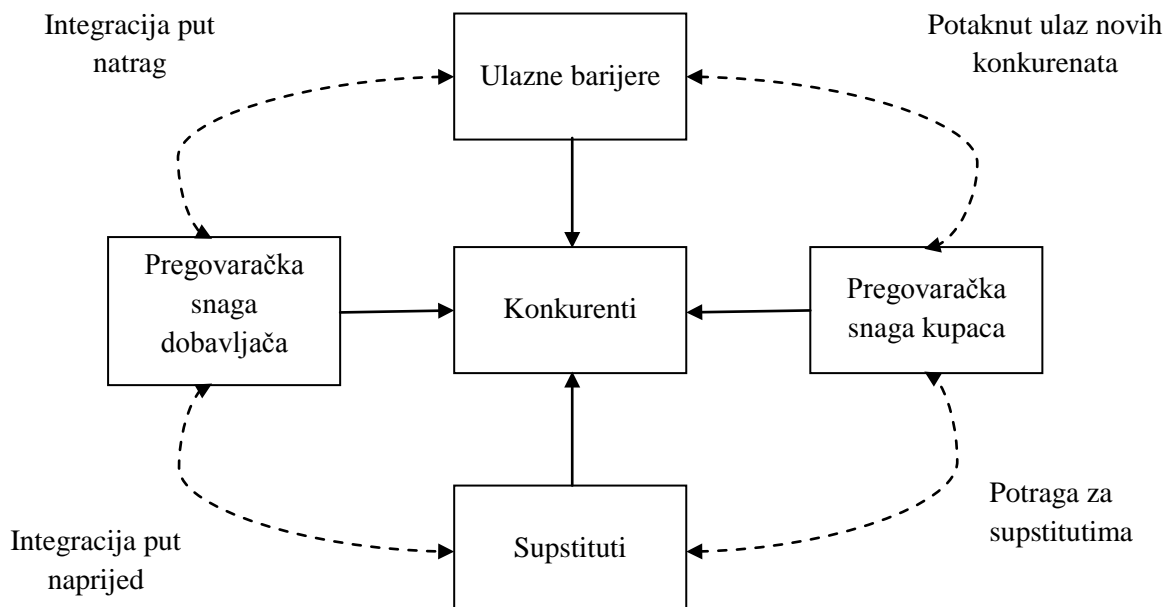 Integracija put
natrag
Ulazne barijere
Potaknut ulaz novih
konkurenata
Pregovaračka
snaga
dobavljača
Konkurenti
Pregovaračka
snaga kupaca
Integracija put
naprijed
Supstituti
Potraga za
supstitutima